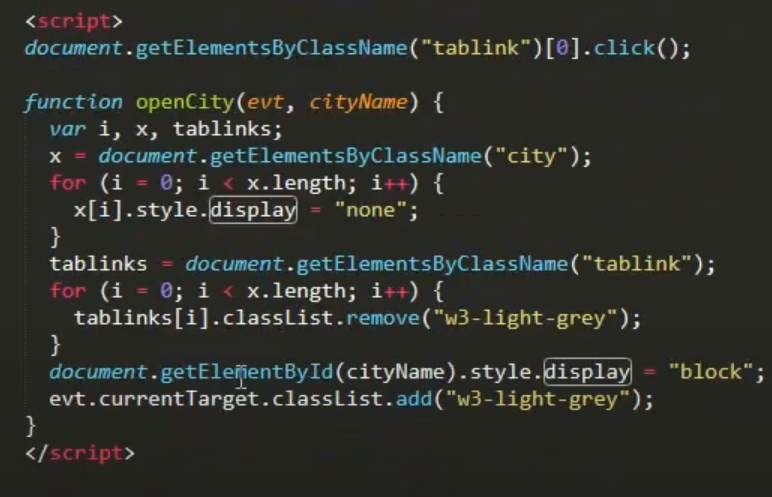 <script>
document.getElementsByClassName("tablink")[0].click();

function openCity(evt, cityName) {
  var i, x, tablinks;
  x = document.getElementsByClassName("city");
  for (i = 0; i < x.length; i++) {
    x[i].style.display = "none";
  }
  tablinks = document.getElementsByClassName("tablink");
  for (i = 0; i < x.length; i++) {
    tablinks[i].classList.remove("w3-light-grey");
  }
  document.getElementById(cityName).style.display = "block";
  evt.currentTarget.classList.add("w3-light-grey");
}
</script>